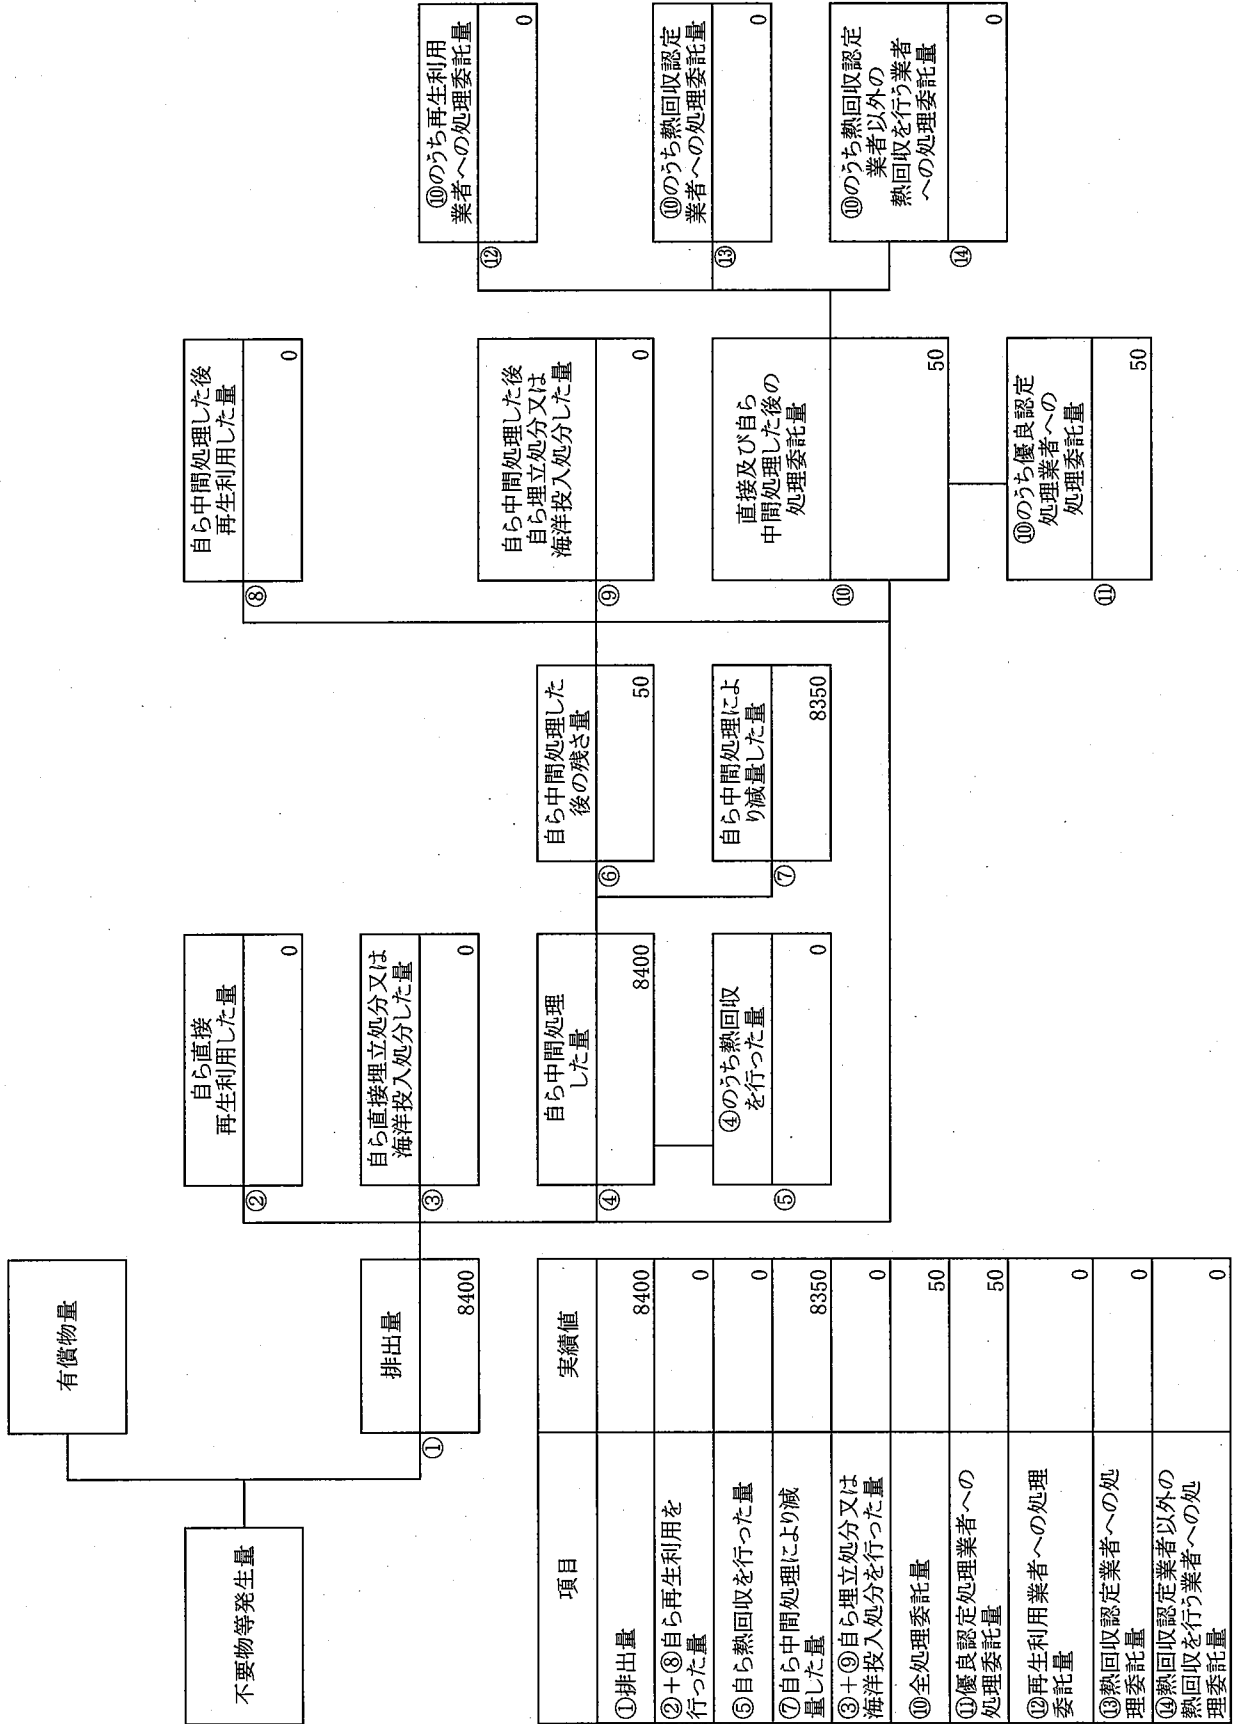 不要物等発生量
有償物量
排出量
①
8400
自ら直接
再生利用した量
②
0
自ら直接埋立処分又は
海洋投入処分した量
③
0
自ら中間処理
した量
④
8400
④のうち熱回収
を行った量
⑤
0
自ら中間処理した
後の残さ量
⑥
50
自ら中間処理によ
り減量した量
⑦
8350
自ら中間処理した後
再生利用した量
⑧
0
自ら中間処理した後
自ら埋立処分又は
海洋投入処分した量
⑨
0
直接及び自ら
中間処理した後の
処理委託量
⑩
50
⑩のうち優良認定
処理業者への
処理委託量
⑪
50
⑩のうち再生利用
業者への処理委託量
⑫
0
⑩のうち熱回収認定
業者への処理委託量
⑬
0
⑩のうち熱回収認定
業者以外の
熱回収を行う業者
への処理委託量
⑭
0
項目 実績値
①排出量 8400
②+⑧自ら再生利用を
行った量 0
⑤自ら熱回収を行った量 0
⑦自ら中間処理により減
量した量 8350
③+⑨自ら埋立処分又は
海洋投入処分を行った量 0
⑩全処理委託量 50
⑪優良認定処理業者への
処理委託量 50
⑫再生利用業者への処理
委託量 0
⑬熱回収認定業者への処
理委託量 0
⑭熱回収認定業者以外の
熱回収を行う業者への処
理委託量 0